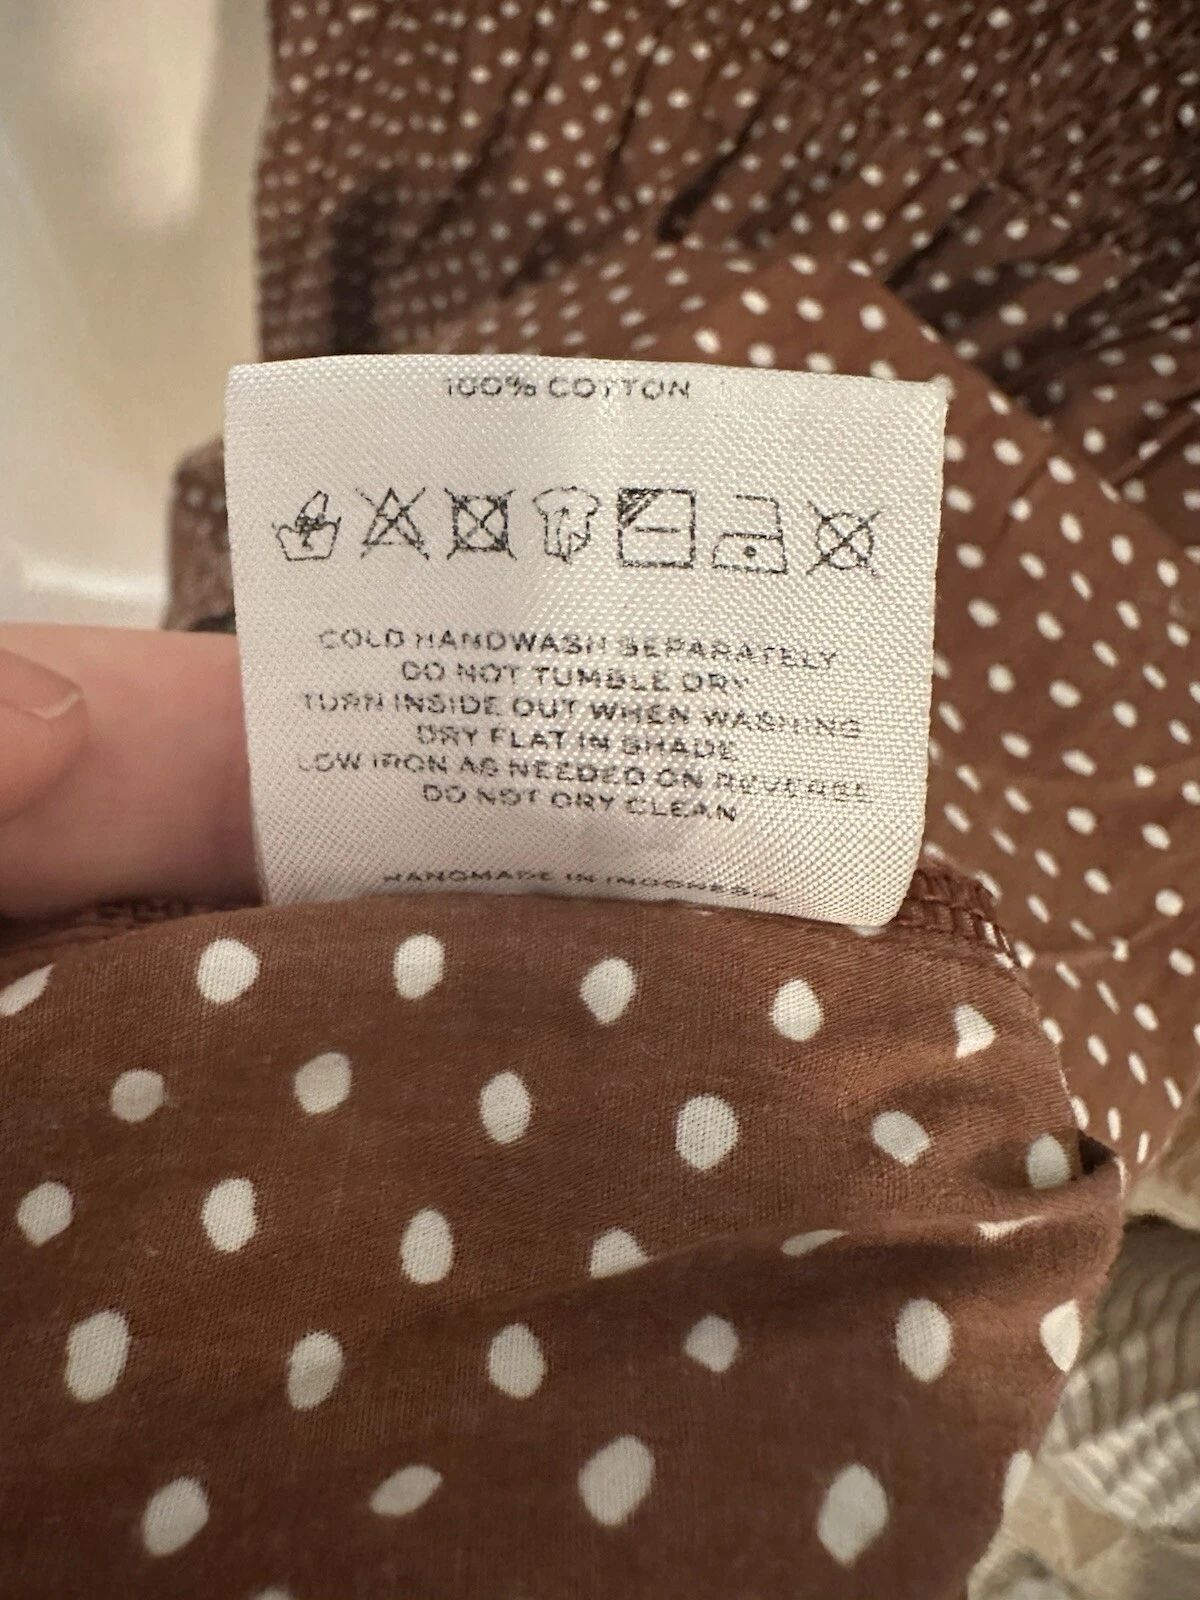 100% COTTON
COLD HANDWASH SEPARATELY
DO NOT TUMBLE DRY
TURN INSIDE OUT WHEN WASHING
DRY FLAT IN SHADE
LOW IRON AS NEEDED ON REVERSE
DO NOT DRY CLEAN
HANDMADE IN INDONESIA